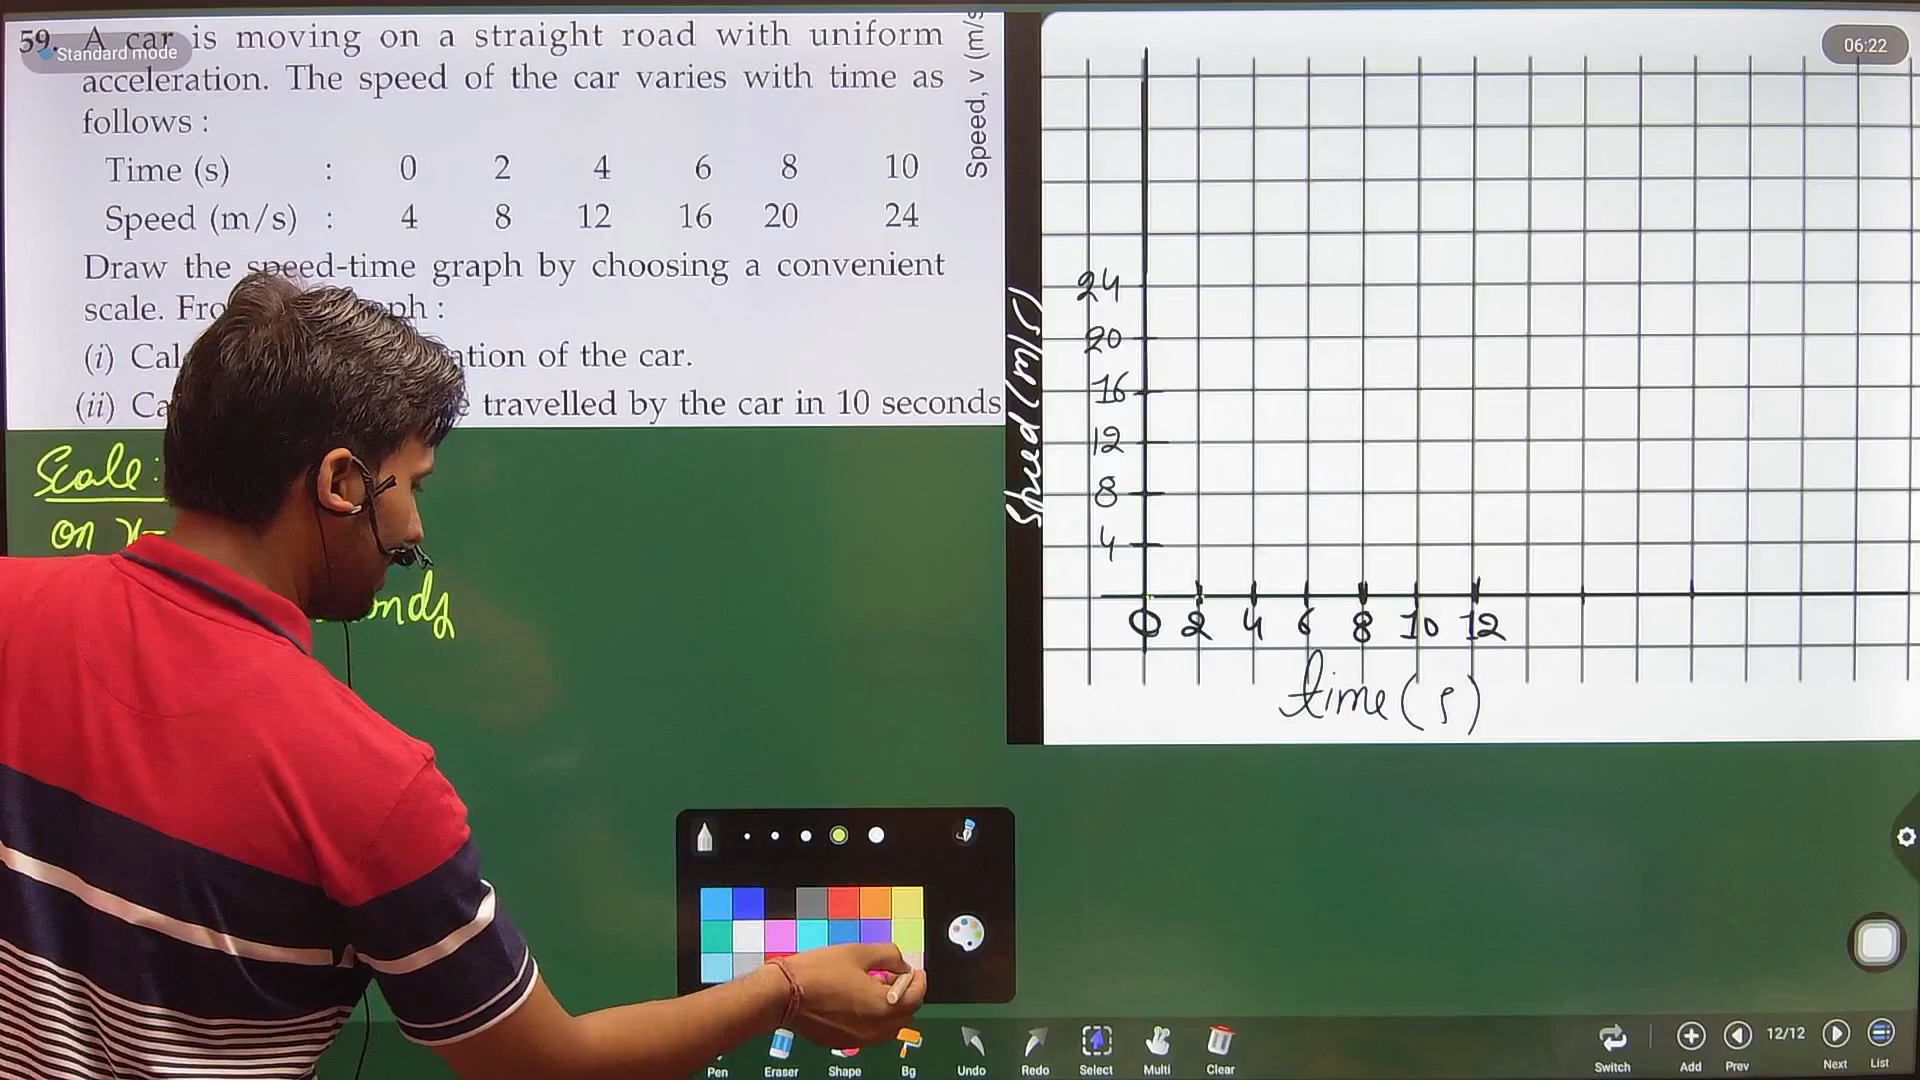 59. A car is moving on a straight road with uniform
Standard mode
acceleration. The speed of the car varies with time as
follows :
Time (s) : 0 2 4 6 8 10
Speed (m/s) : 4 8 12 16 20 24
Draw the speed-time graph by choosing a convenient
scale. Fro ph :
(i) Cal ation of the car.
(ii) Ca e travelled by the car in 10 seconds
Speed, v (m/s
Scale :
on x-
onds
06:22
Speed (m/s)
24
20
16
12
8
4
0 2 4 6 8 10 12
time (s)
Pen Eraser Shape Bg Undo Redo Select Multi Clear
Switch Add Prev 12/12 Next List